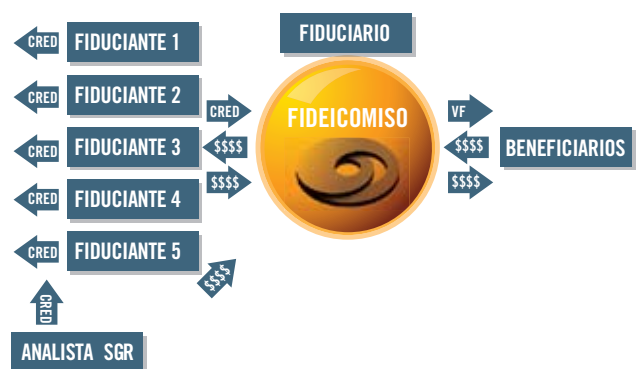 FIDUCIARIO
CRED FIDUCIANTE 1
CRED FIDUCIANTE 2
CRED FIDUCIANTE 3
CRED FIDUCIANTE 4
CRED FIDUCIANTE 5
CRED
$$$$
$$$$
$$$$
FIDEICOMISO
VF
$$$$
$$$$
BENEFICIARIOS
CRED
ANALISTA SGR